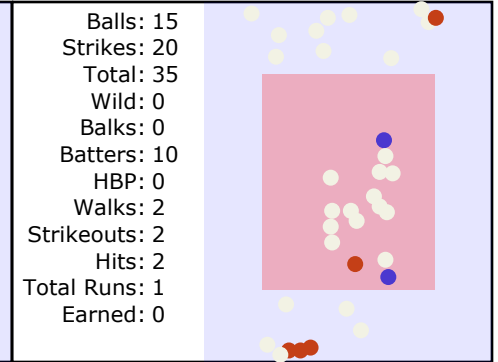 Balls: 15
Strikes: 20
Total: 35
Wild: 0
Balks: 0
Batters: 10
HBP: 0
Walks: 2
Strikeouts: 2
Hits: 2
Total Runs: 1
Earned: 0